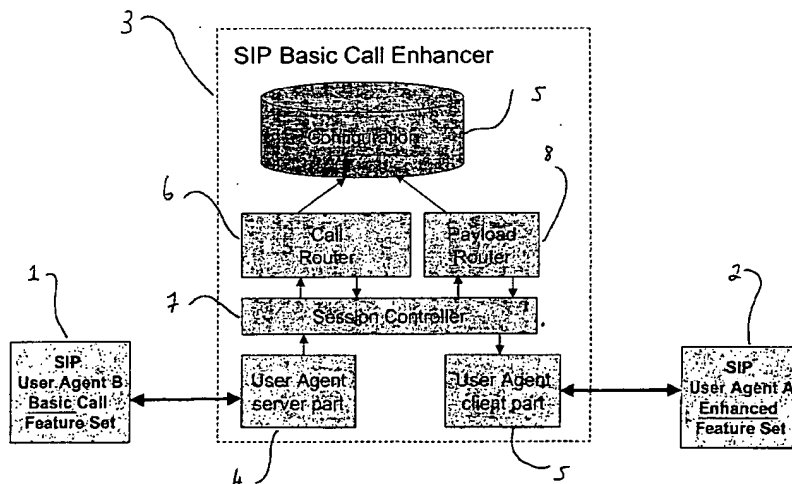 3
SIP Basic Call Enhancer
5
Configuration
8
6
Call
Router
Payload
Router
1
2
7
Session Controller
SIP
User Agent B
Basic Call
Feature Set
User Agent
server part
User Agent
client part
SIP
User Agent A
Enhanced
Feature Set
4
5